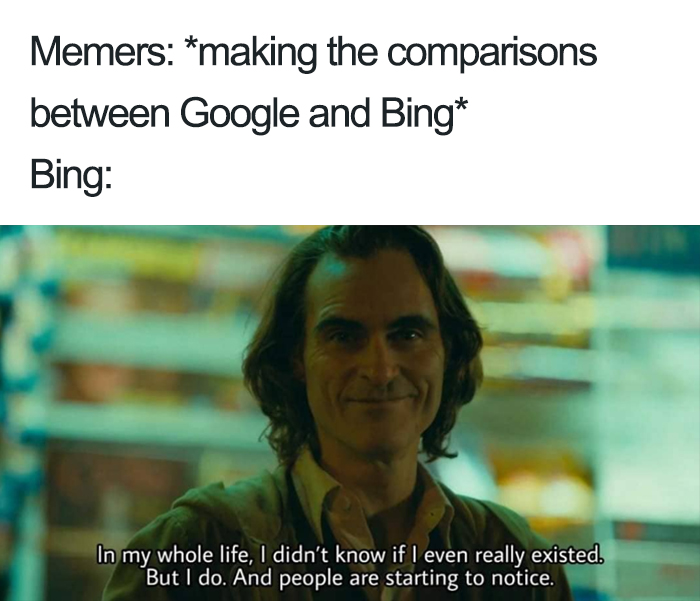 Memers: *making the comparisons
between Google and Bing*
Bing:
In my whole life, I didn't know if I even really existed.
But I do. And people are starting to notice.